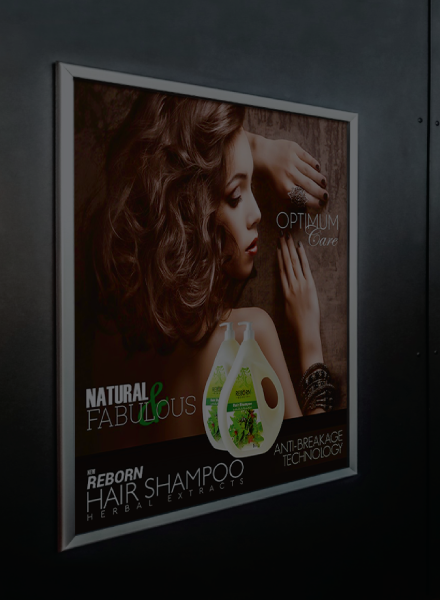 OPTIMUM
Care
NATURAL &
FABULOUS
NEW
REBORN
HAIR SHAMPOO
HERBAL EXTRACTS
ANTI-BREAKAGE
TECHNOLOGY